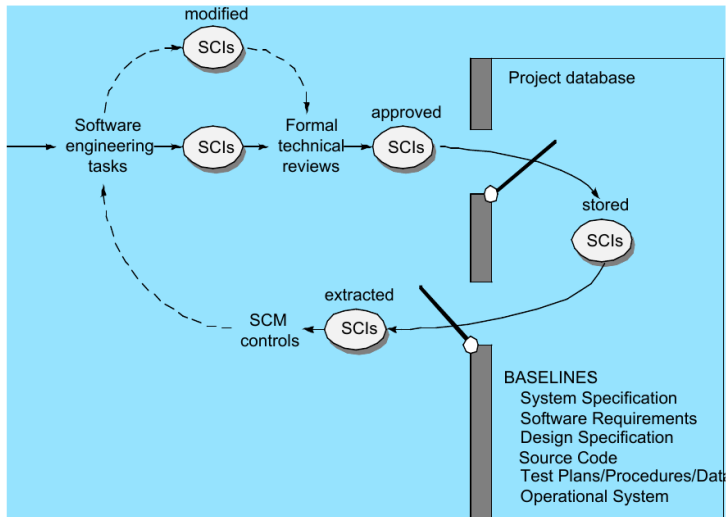 modified
SCIs
Project database
approved
Software
engineering
tasks
SCIs
Formal
technical
reviews
SCIs
stored
SCIs
extracted
SCIs
SCM
controls
BASELINES
System Specification
Software Requirements
Design Specification
Source Code
Test Plans/Procedures/Data
Operational System